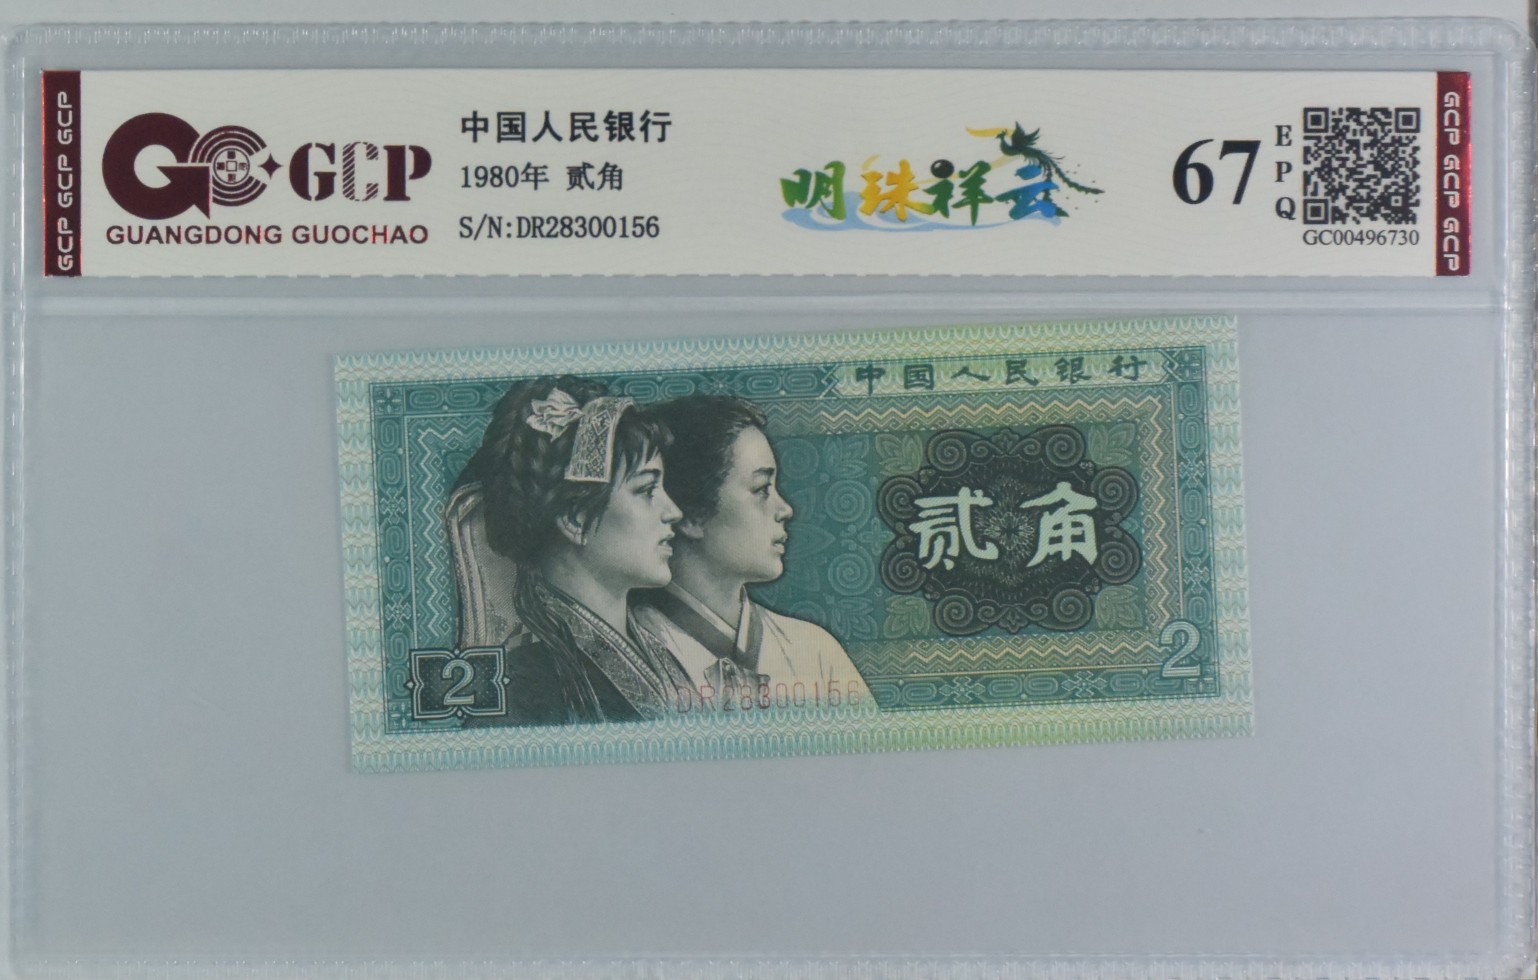 GCP GCP GCP
GCP
GUANGDONG GUOCHAO
中国人民银行
1980年 贰角
S/N:DR28300156
明珠祥云
67
EPQ
GC00496730
GCP GCP GCP
中国人民银行
贰角
2
2
DR28300156